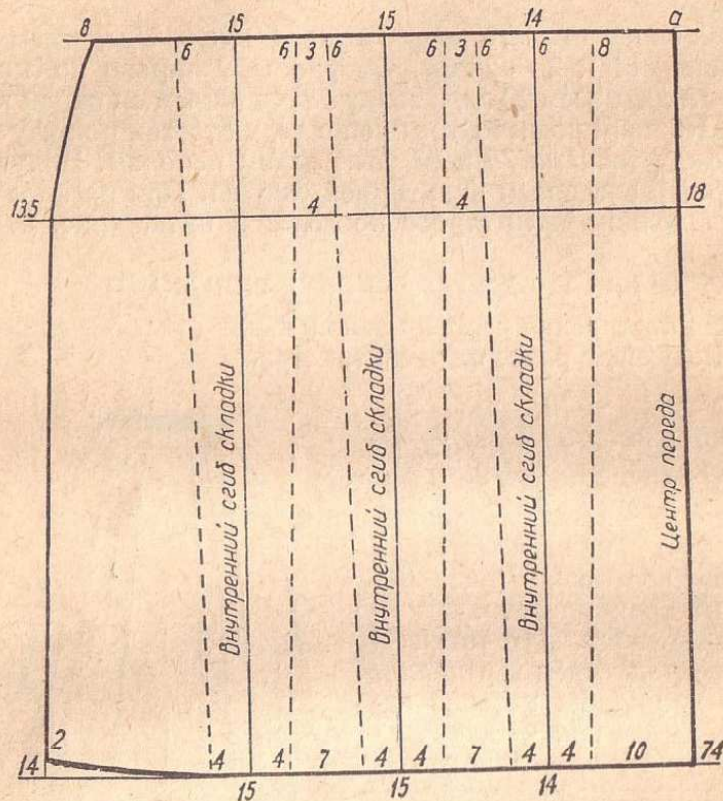 15 15 14 a
8 6 6 3 6 6 3 6 6 8
135 4 4 18
Внутренний сгиб складки
Внутренний сгиб складки
Внутренний сгиб складки
Центр переда
2 4 4 7 4 4 7 4 4 10 74
14 15 15 14